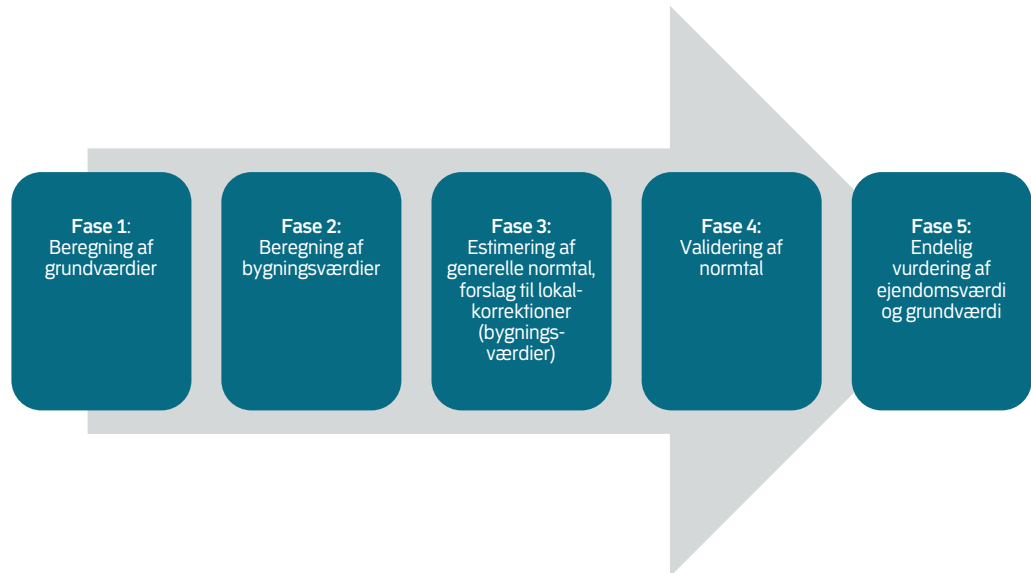 Fase 1:
Beregning af
grundværdier
Fase 2:
Beregning af
bygningsværdier
Fase 3:
Estimering af
generelle normtal,
forslag til lokal-
korrektioner
(bygnings-
værdier)
Fase 4:
Validering af
normtal
Fase 5:
Endelig
vurdering af
ejendomsværdi
og grundværdi